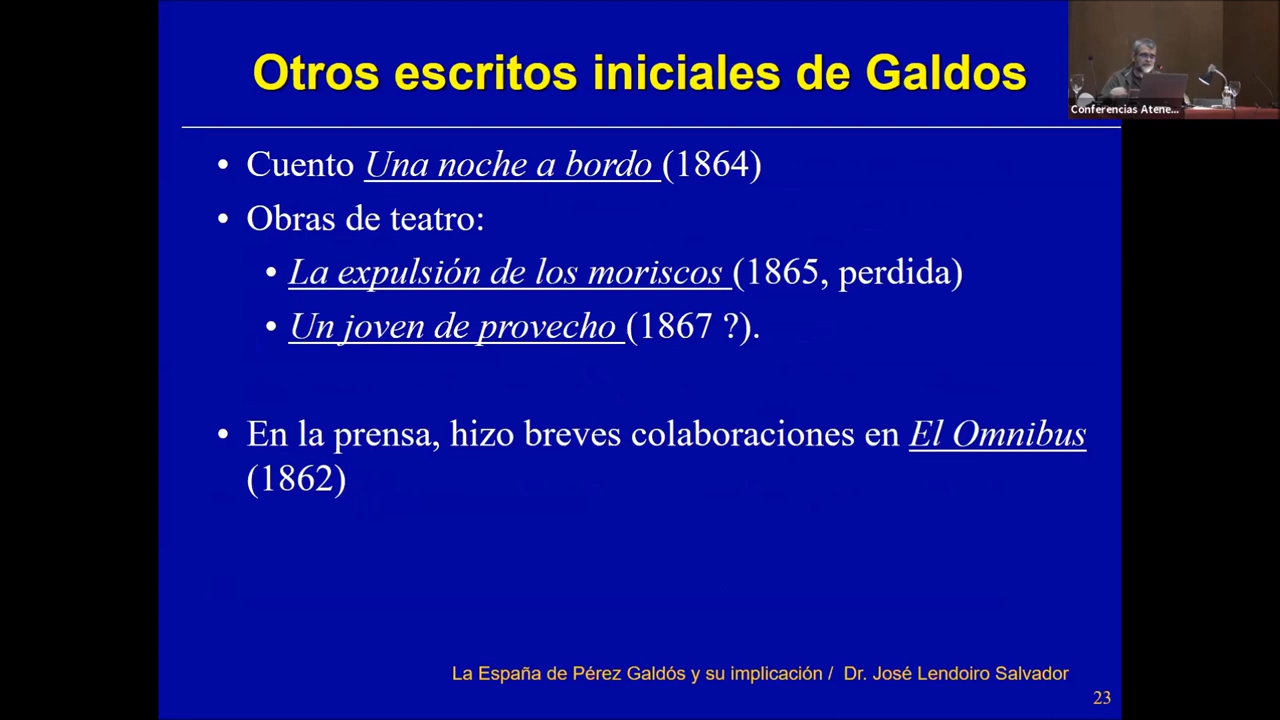 Otros escritos iniciales de Galdos
Conferencias Atene...
• Cuento Una noche a bordo (1864)
• Obras de teatro:
• La expulsión de los moriscos (1865, perdida)
• Un joven de provecho (1867 ?).
• En la prensa, hizo breves colaboraciones en El Omnibus
(1862)
La España de Pérez Galdós y su implicación / Dr. José Lendoiro Salvador
23